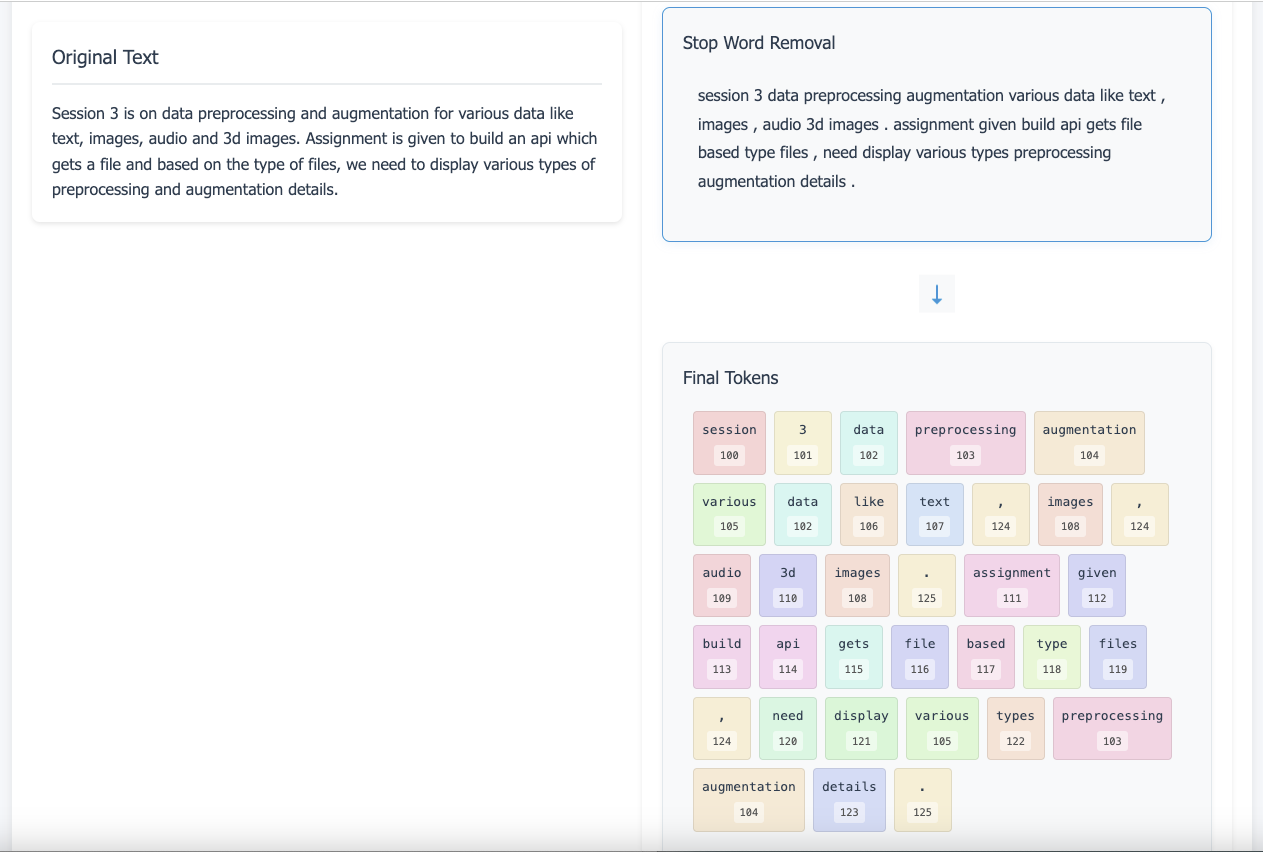 Original Text
Session 3 is on data preprocessing and augmentation for various data like
text, images, audio and 3d images. Assignment is given to build an api which
gets a file and based on the type of files, we need to display various types of
preprocessing and augmentation details.
Stop Word Removal
session 3 data preprocessing augmentation various data like text ,
images , audio 3d images . assignment given build api gets file
based type files , need display various types preprocessing
augmentation details .
↓
Final Tokens
session 3 data preprocessing augmentation
100 101 102 103 104
various data like text , images ,
105 102 106 107 124 108 124
audio 3d images . assignment given
109 110 108 125 111 112
build api gets file based type files
113 114 115 116 117 118 119
, need display various types preprocessing
124 120 121 105 122 103
augmentation details .
104 123 125